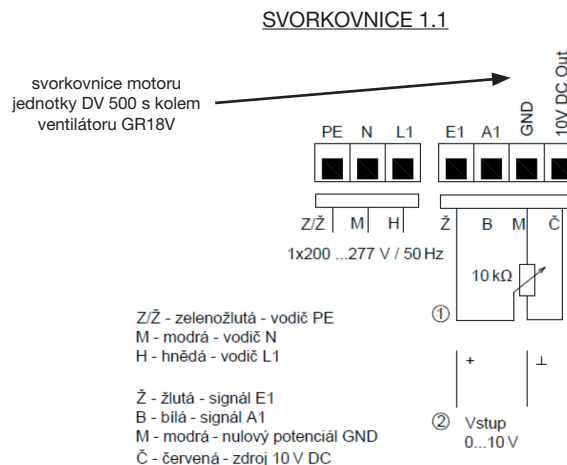 SVORKOVNICE 1.1
svorkovnice motoru
jednotky DV 500 s kolem
ventilátoru GR18V
PE N L1 E1 A1 GND 10V DC Out
Z/Ž M H Ž B M Č
1x200 ...277 V / 50 Hz
10 kΩ
①
Z/Ž - zelenožlutá - vodič PE
M - modrá - vodič N
H - hnědá - vodič L1
+ ⊥
Ž - žlutá - signál E1
B - bílá - signál A1
M - modrá - nulový potenciál GND
Č - červená - zdroj 10 V DC
② Vstup
0...10 V